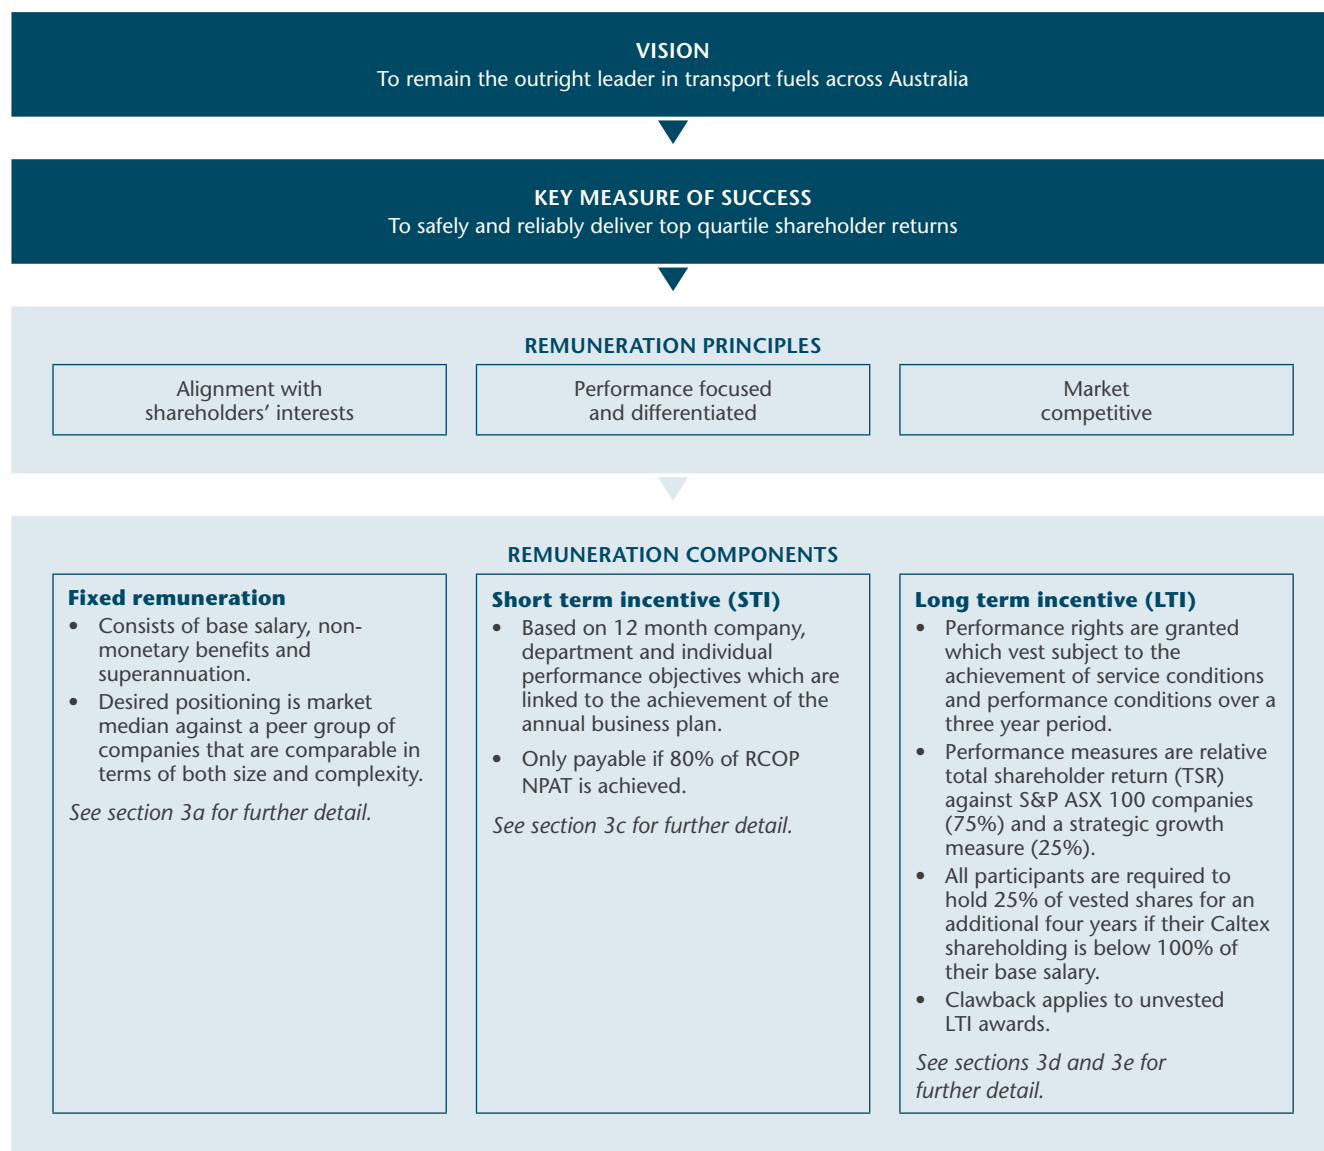 VISION
To remain the outright leader in transport fuels across Australia
KEY MEASURE OF SUCCESS
To safely and reliably deliver top quartile shareholder returns
REMUNERATION PRINCIPLES
Alignment with
shareholders’ interests
Performance focused
and differentiated
Market
competitive
REMUNERATION COMPONENTS
Fixed remuneration
• Consists of base salary, non-
monetary benefits and
superannuation.
• Desired positioning is market
median against a peer group of
companies that are comparable in
terms of both size and complexity.
See section 3a for further detail.
Short term incentive (STI)
• Based on 12 month company,
department and individual
performance objectives which are
linked to the achievement of the
annual business plan.
• Only payable if 80% of RCOP
NPAT is achieved.
See section 3c for further detail.
Long term incentive (LTI)
• Performance rights are granted
which vest subject to the
achievement of service conditions
and performance conditions over a
three year period.
• Performance measures are relative
total shareholder return (TSR)
against S&P ASX 100 companies
(75%) and a strategic growth
measure (25%).
• All participants are required to
hold 25% of vested shares for an
additional four years if their Caltex
shareholding is below 100% of
their base salary.
• Clawback applies to unvested
LTI awards.
See sections 3d and 3e for
further detail.